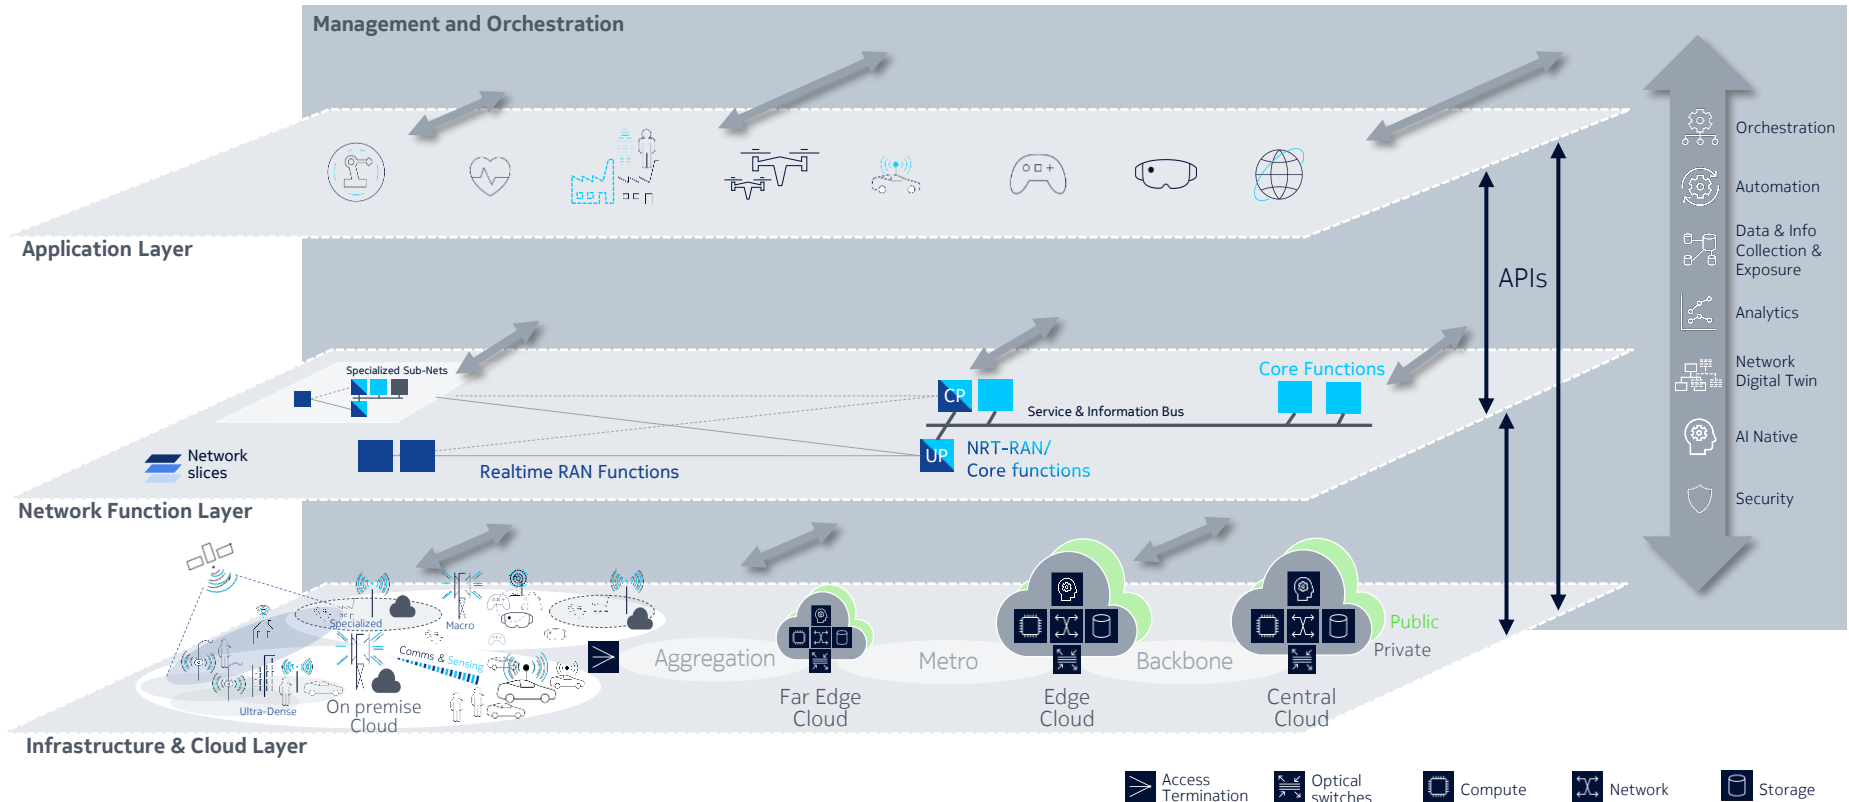 Management and Orchestration
Orchestration
Automation
Data & Info
Collection &
Exposure
Analytics
Network
Digital Twin
AI Native
Security
Application Layer
APIs
Specialized Sub-Nets
Core Functions
CP
Service & Information Bus
UP
NRT-RAN/
Core functions
Realtime RAN Functions
Network
slices
Network Function Layer
Specialized
Macro
Comms & Sensing
Ultra-Dense
On premise
Cloud
Aggregation
Far Edge
Cloud
Metro
Edge
Cloud
Backbone
Central
Cloud
Public
Private
Infrastructure & Cloud Layer
Access
Termination
Optical
switches
Compute
Network
Storage